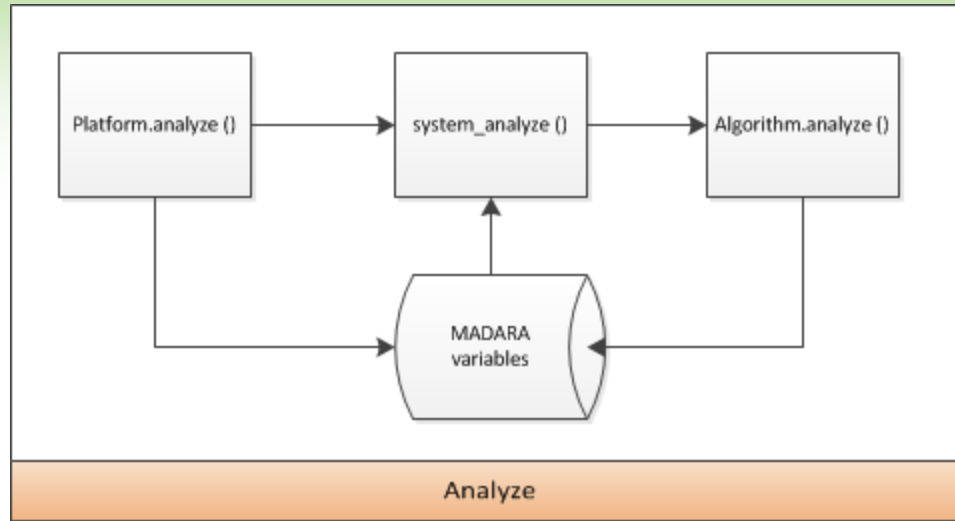 Platform.analyze ()
system_analyze ()
Algorithm.analyze ()
MADARA
variables
Analyze